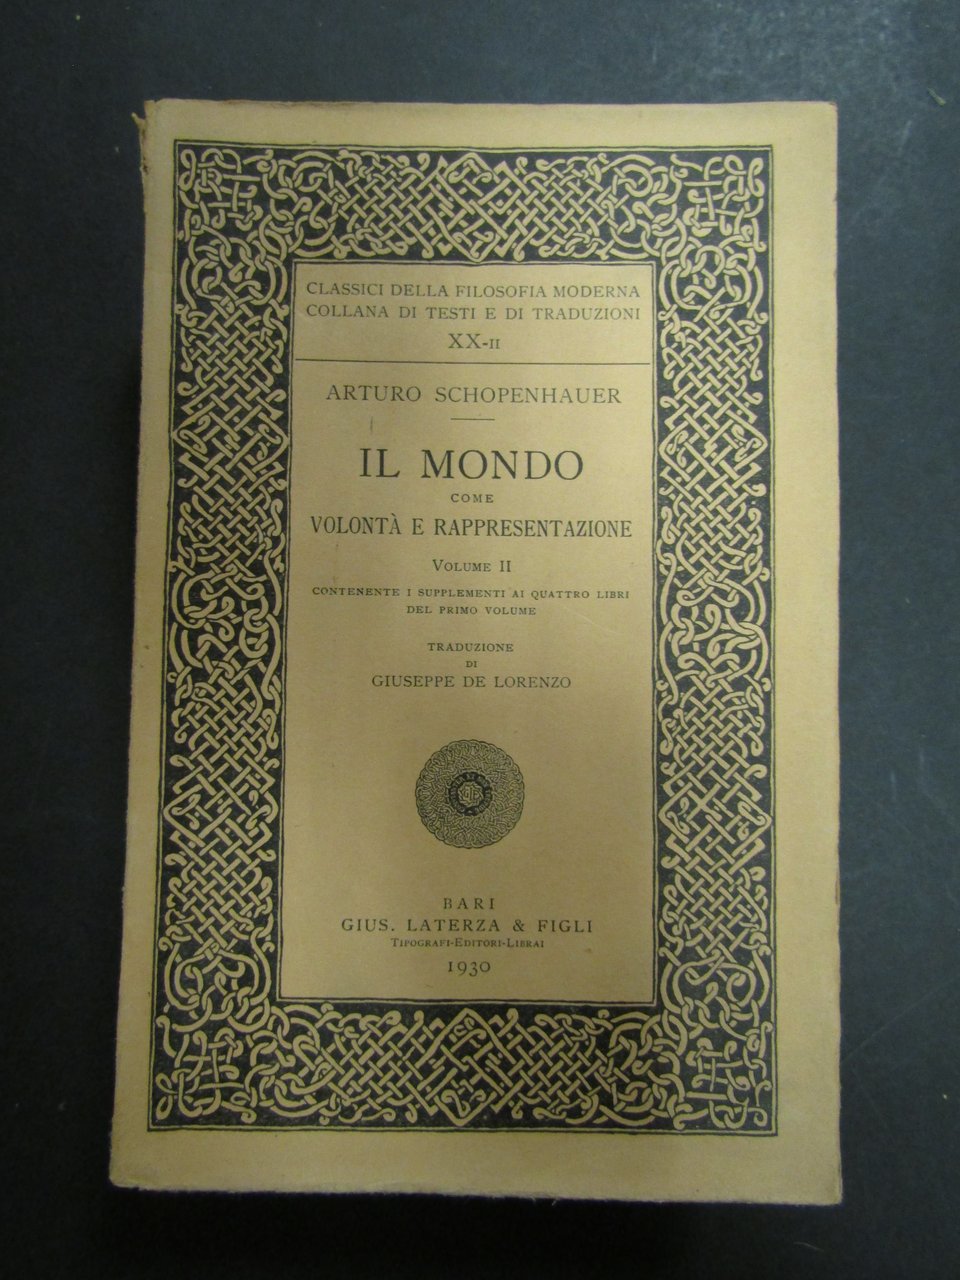 CLASSICI DELLA FILOSOFIA MODERNA
COLLANA DI TESTI E DI TRADUZIONI
XX-II
ARTURO SCHOPENHAUER
IL MONDO
COME
VOLONTÀ E RAPPRESENTAZIONE
VOLUME II
CONTENENTE I SUPPLEMENTI AI QUATTRO LIBRI
DEL PRIMO VOLUME
TRADUZIONE
DI
GIUSEPPE DE LORENZO
BARI
GIUS. LATERZA & FIGLI
TIPOGRAFI-EDITORI-LIBRAI
1930